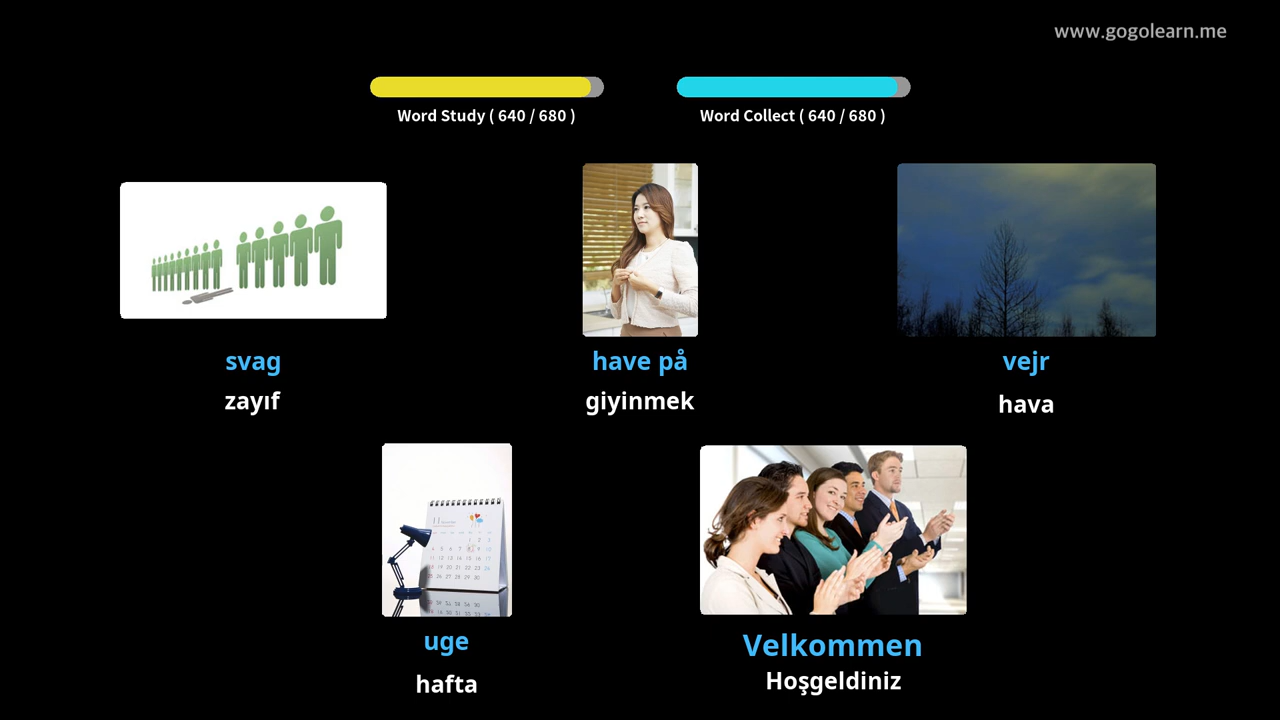 www.gogolearn.me
Word Study ( 640 / 680 )
Word Collect ( 640 / 680 )
svag
zayıf
have på
giyinmek
vejr
hava
uge
hafta
Velkommen
Hoşgeldiniz